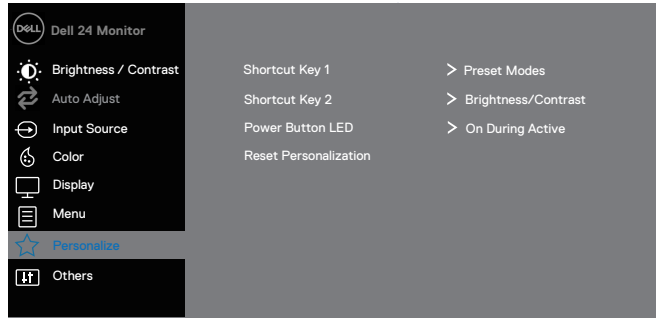 DELL Dell 24 Monitor
Brightness / Contrast
Auto Adjust
Input Source
Color
Display
Menu
Personalize
Others
Shortcut Key 1 > Preset Modes
Shortcut Key 2 > Brightness/Contrast
Power Button LED > On During Active
Reset Personalization